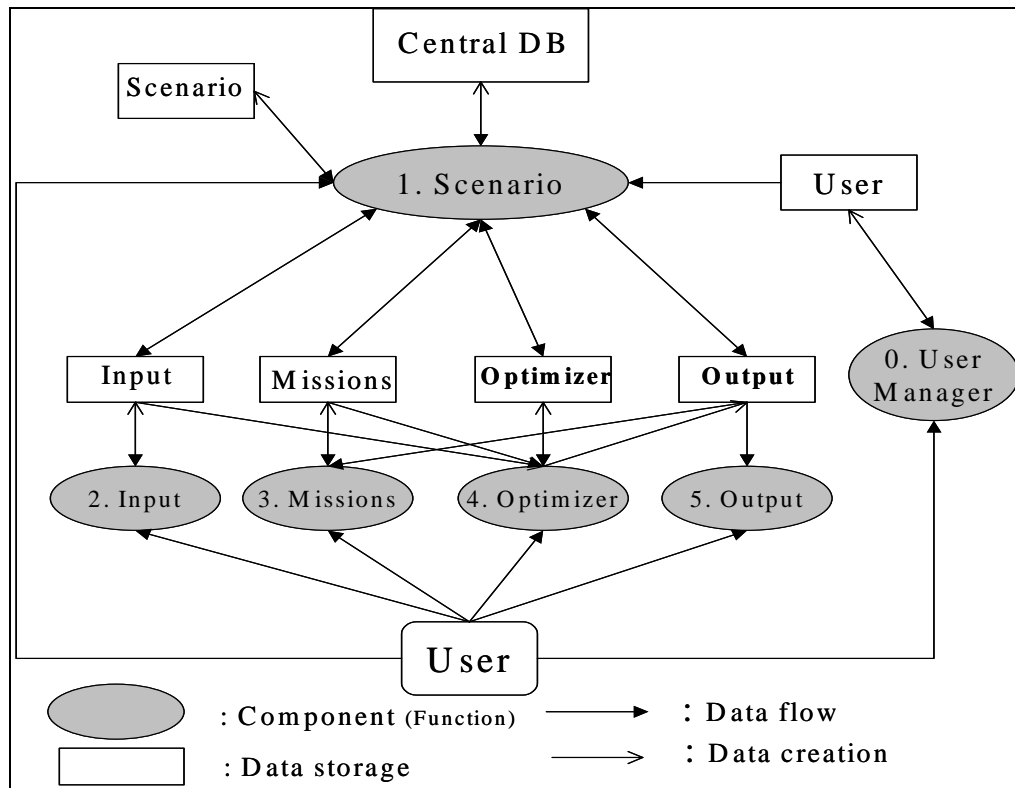 Central DB
Scenario
1. Scenario
User
Input
Missions
Optimizer
Output
0. User
Manager
2. Input
3. Missions
4. Optimizer
5. Output
User
: Component (Function)
: Data flow
: Data storage
: Data creation